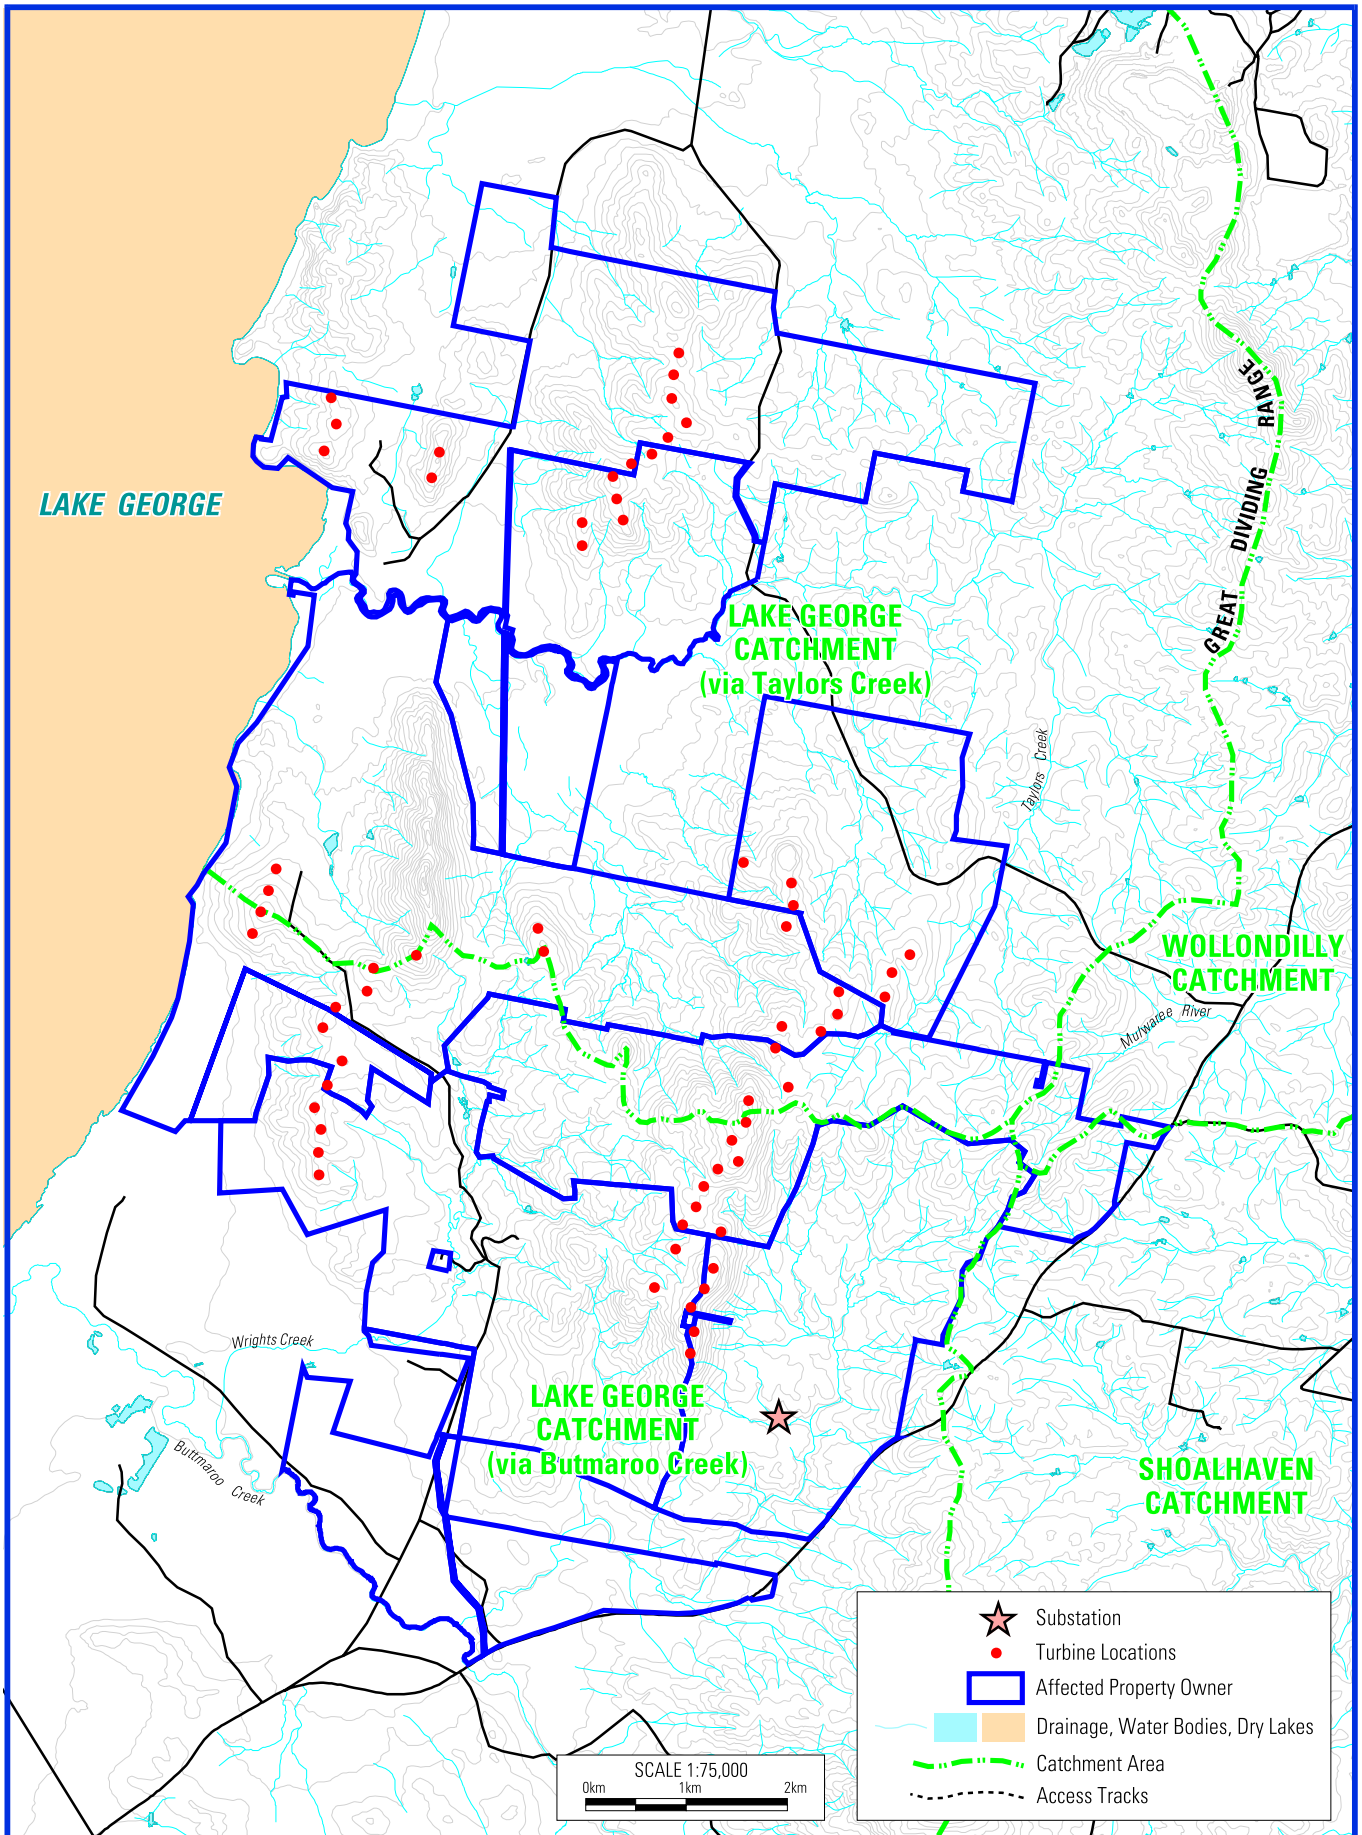 GREAT DIVIDING RANGE
LAKE GEORGE
LAKE GEORGE
CATCHMENT
(via Taylors Creek)
Taylors Creek
WOLLONDILLY
CATCHMENT
Mulwaree River
Wrights Creek
LAKE GEORGE
CATCHMENT
(via Butmaroo Creek)
Buttmaroo Creek
SHOALHAVEN
CATCHMENT
Substation
Turbine Locations
Affected Property Owner
Drainage, Water Bodies, Dry Lakes
Catchment Area
Access Tracks
SCALE 1:75,000
0km 1km 2km